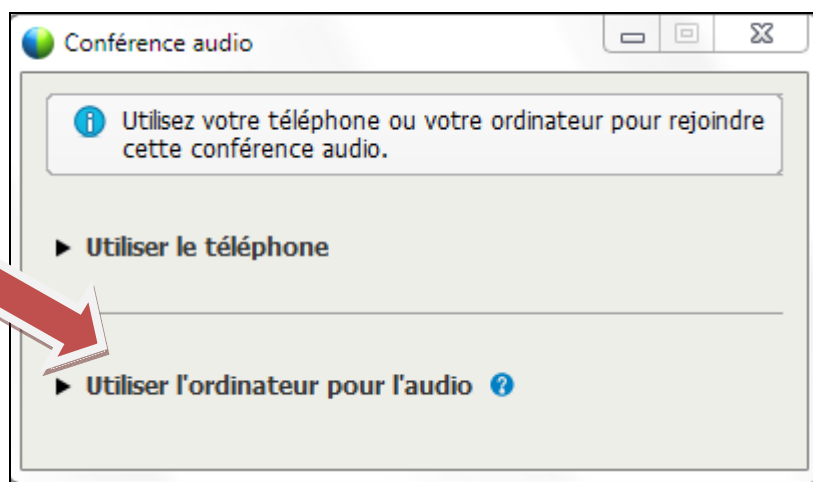 Conférence audio
Utilisez votre téléphone ou votre ordinateur pour rejoindre
cette conférence audio.
Utiliser le téléphone
Utiliser l'ordinateur pour l'audio